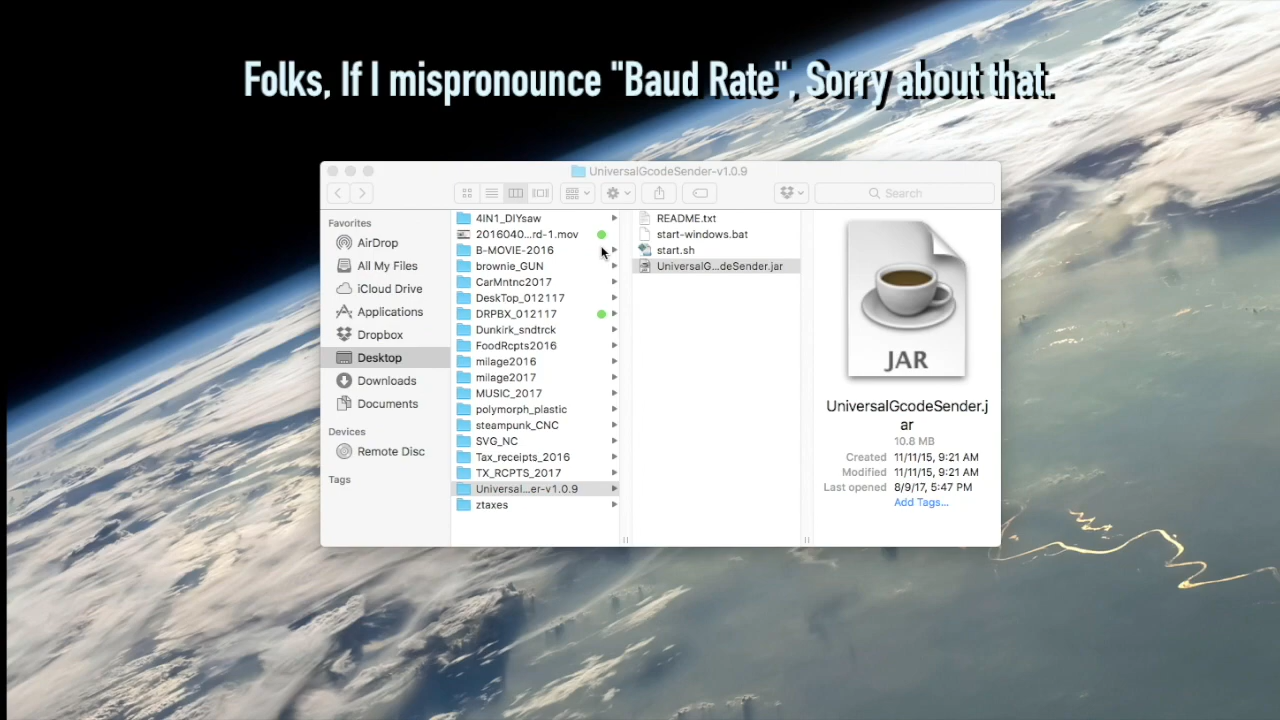 Folks, If I mispronounce "Baud Rate", Sorry about that.
UniversalGcodeSender-v1.0.9
Search
Favorites
AirDrop
All My Files
iCloud Drive
Applications
Dropbox
Desktop
Downloads
Documents
Devices
Remote Disc
Tags
4IN1_DIYsaw
2016040...rd-1.mov
B-MOVIE-2016
brownie_GUN
CarMntnc2017
DeskTop_012117
DRPBX_012117
Dunkirk_sndtrck
FoodRcpts2016
milage2016
milage2017
MUSIC_2017
polymorph_plastic
steampunk_CNC
SVG_NC
Tax_receipts_2016
TX_RCPTS_2017
Universal...er-v1.0.9
ztaxes
README.txt
start-windows.bat
start.sh
UniversalG...deSender.jar
JAR
UniversalGcodeSender.j
ar
10.8 MB
Created 11/11/15, 9:21 AM
Modified 11/11/15, 9:21 AM
Last opened 8/9/17, 5:47 PM
Add Tags...